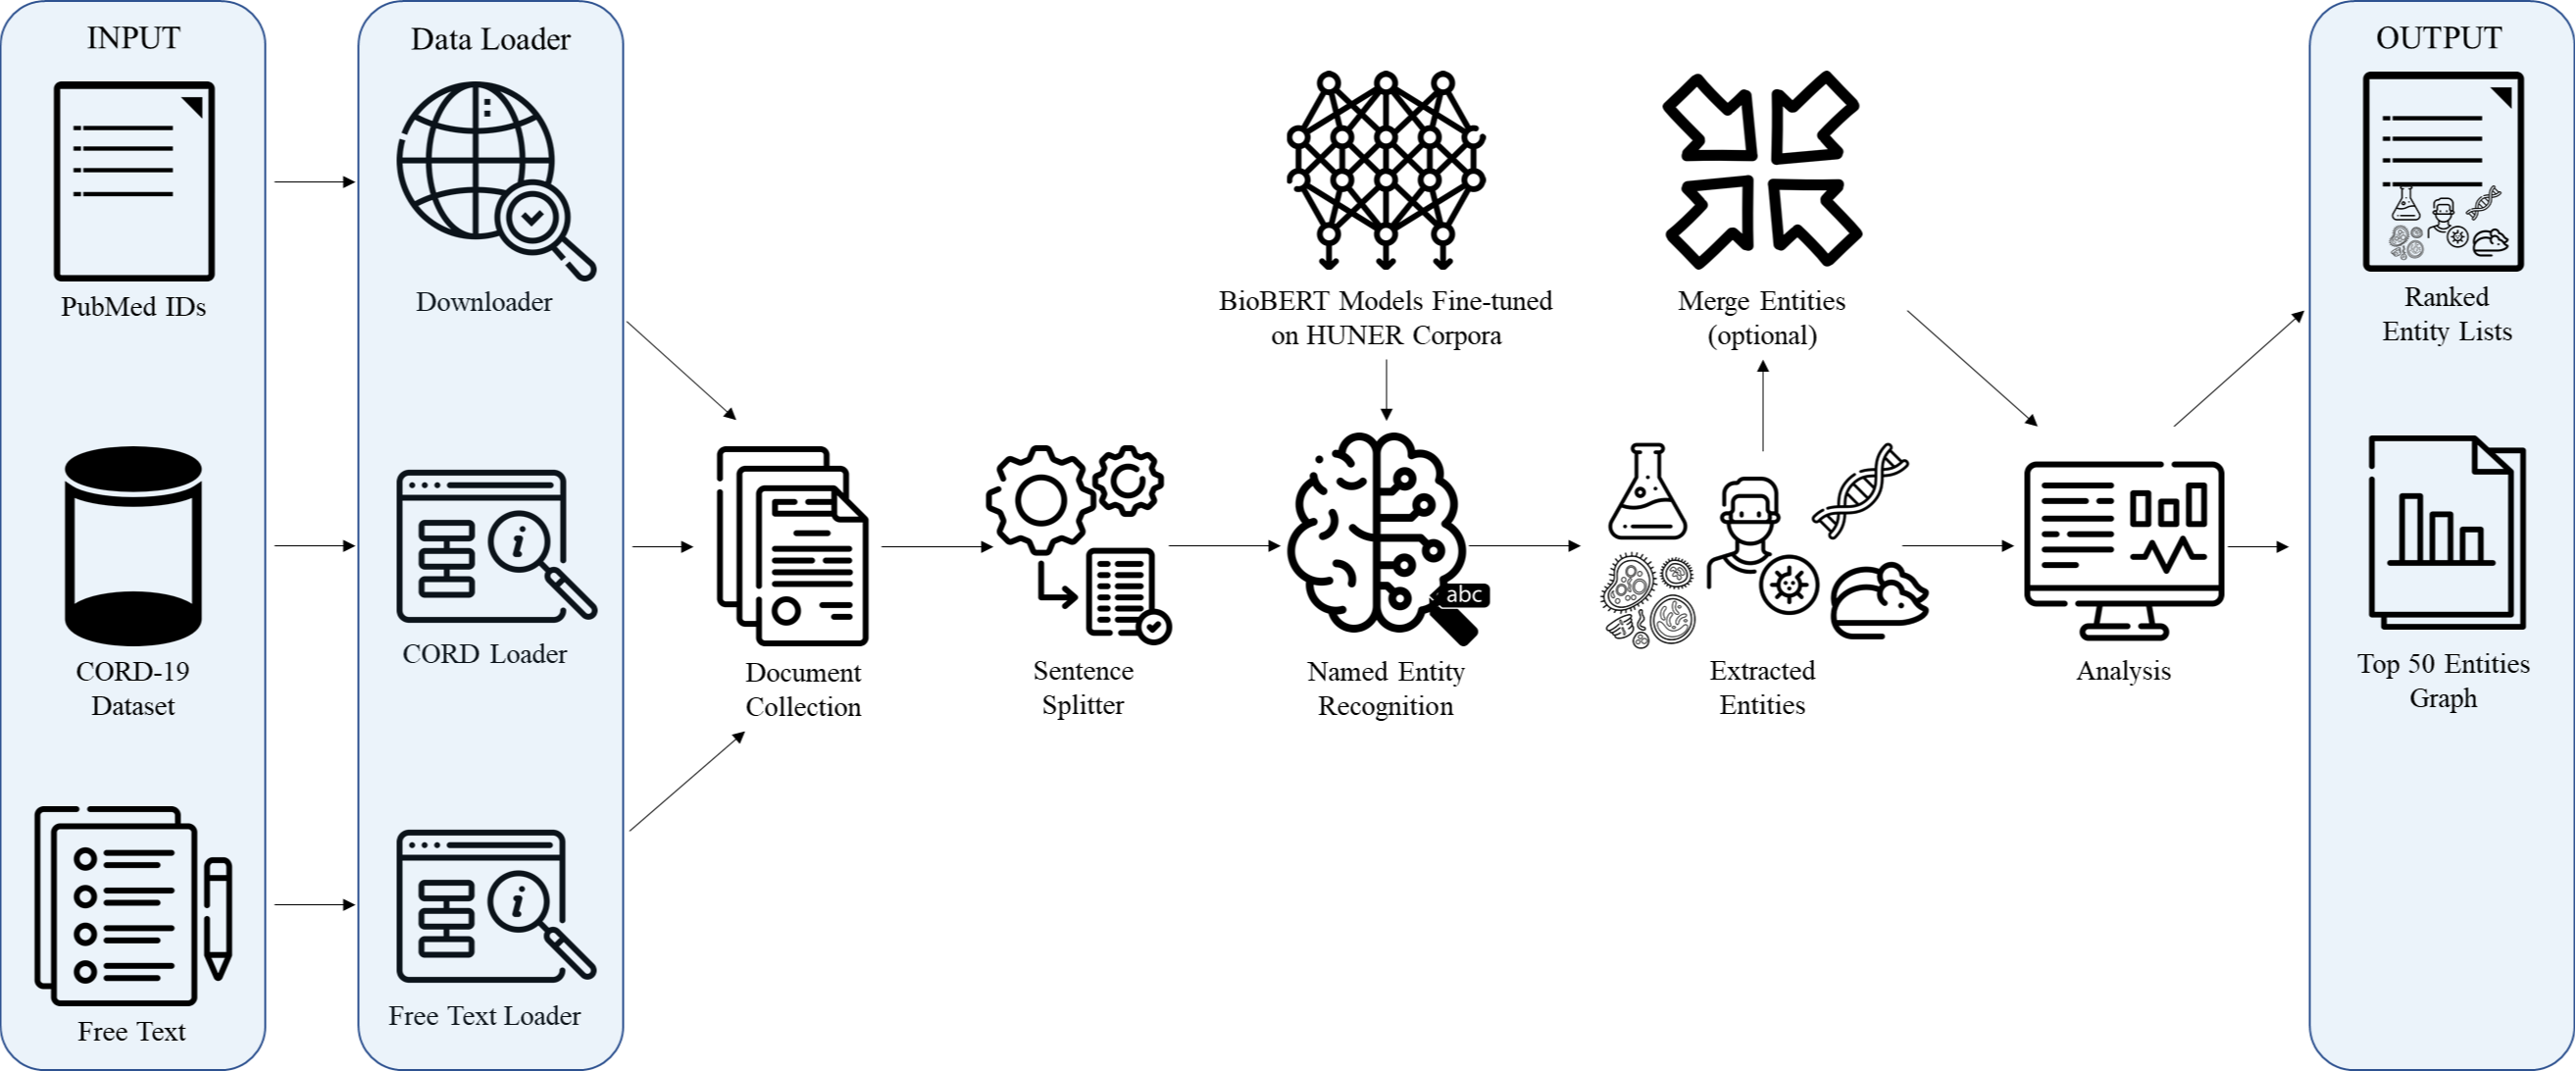 INPUT
PubMed IDs
CORD-19
Dataset
Free Text
Data Loader
Downloader
CORD Loader
i
Free Text Loader
i
Document
Collection
Sentence
Splitter
BioBERT Models Fine-tuned
on HUNER Corpora
abc
Named Entity
Recognition
Merge Entities
(optional)
Extracted
Entities
Analysis
OUTPUT
Ranked
Entity Lists
Top 50 Entities
Graph